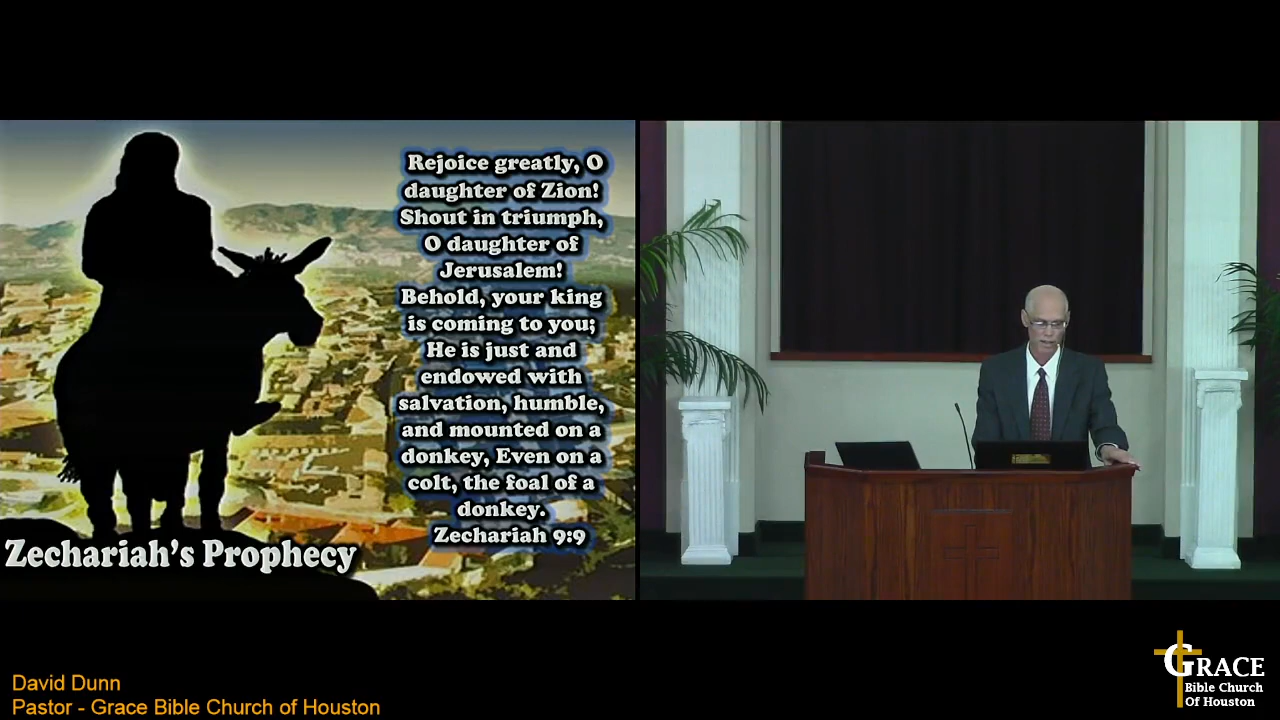 Rejoice greatly, O
daughter of Zion!
Shout in triumph,
O daughter of
Jerusalem!
Behold, your king
is coming to you;
He is just and
endowed with
salvation, humble,
and mounted on a
donkey, Even on a
colt, the foal of a
donkey.
Zechariah 9:9
Zechariah's Prophecy
David Dunn
Pastor - Grace Bible Church of Houston
GRACE
Bible Church
Of Houston